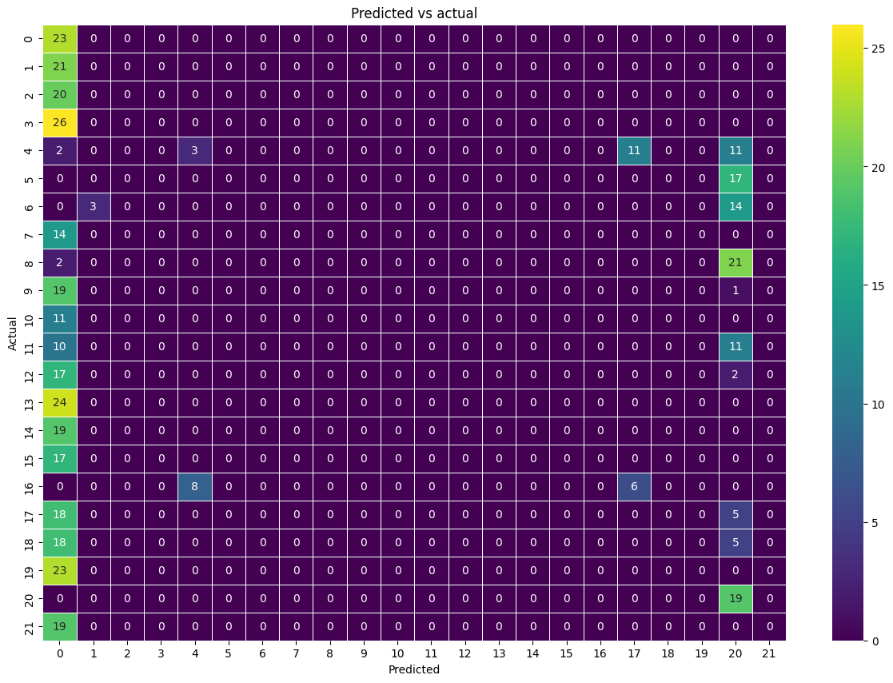 Predicted vs actual
0 23 0 0 0 0 0 0 0 0 0 0 0 0 0 0 0 0 0 0 0 0 0
1 21 0 0 0 0 0 0 0 0 0 0 0 0 0 0 0 0 0 0 0 0 0
2 20 0 0 0 0 0 0 0 0 0 0 0 0 0 0 0 0 0 0 0 0 0
3 26 0 0 0 0 0 0 0 0 0 0 0 0 0 0 0 0 0 0 0 0 0
4 2 0 0 0 3 0 0 0 0 0 0 0 0 0 0 0 0 11 0 0 11 0
5 0 0 0 0 0 0 0 0 0 0 0 0 0 0 0 0 0 0 0 0 17 0
6 0 3 0 0 0 0 0 0 0 0 0 0 0 0 0 0 0 0 0 0 14 0
7 14 0 0 0 0 0 0 0 0 0 0 0 0 0 0 0 0 0 0 0 0 0
8 2 0 0 0 0 0 0 0 0 0 0 0 0 0 0 0 0 0 0 0 21 0
9 19 0 0 0 0 0 0 0 0 0 0 0 0 0 0 0 0 0 0 0 1 0
10 11 0 0 0 0 0 0 0 0 0 0 0 0 0 0 0 0 0 0 0 0 0
11 10 0 0 0 0 0 0 0 0 0 0 0 0 0 0 0 0 0 0 0 11 0
12 17 0 0 0 0 0 0 0 0 0 0 0 0 0 0 0 0 0 0 0 2 0
13 24 0 0 0 0 0 0 0 0 0 0 0 0 0 0 0 0 0 0 0 0 0
14 19 0 0 0 0 0 0 0 0 0 0 0 0 0 0 0 0 0 0 0 0 0
15 17 0 0 0 0 0 0 0 0 0 0 0 0 0 0 0 0 0 0 0 0 0
16 0 0 0 0 8 0 0 0 0 0 0 0 0 0 0 0 0 6 0 0 0 0
17 18 0 0 0 0 0 0 0 0 0 0 0 0 0 0 0 0 0 0 0 5 0
18 18 0 0 0 0 0 0 0 0 0 0 0 0 0 0 0 0 0 0 0 5 0
19 23 0 0 0 0 0 0 0 0 0 0 0 0 0 0 0 0 0 0 0 0 0
20 0 0 0 0 0 0 0 0 0 0 0 0 0 0 0 0 0 0 0 0 19 0
21 19 0 0 0 0 0 0 0 0 0 0 0 0 0 0 0 0 0 0 0 0 0
0 1 2 3 4 5 6 7 8 9 10 11 12 13 14 15 16 17 18 19 20 21
Predicted
Actual
25
20
15
10
5
0